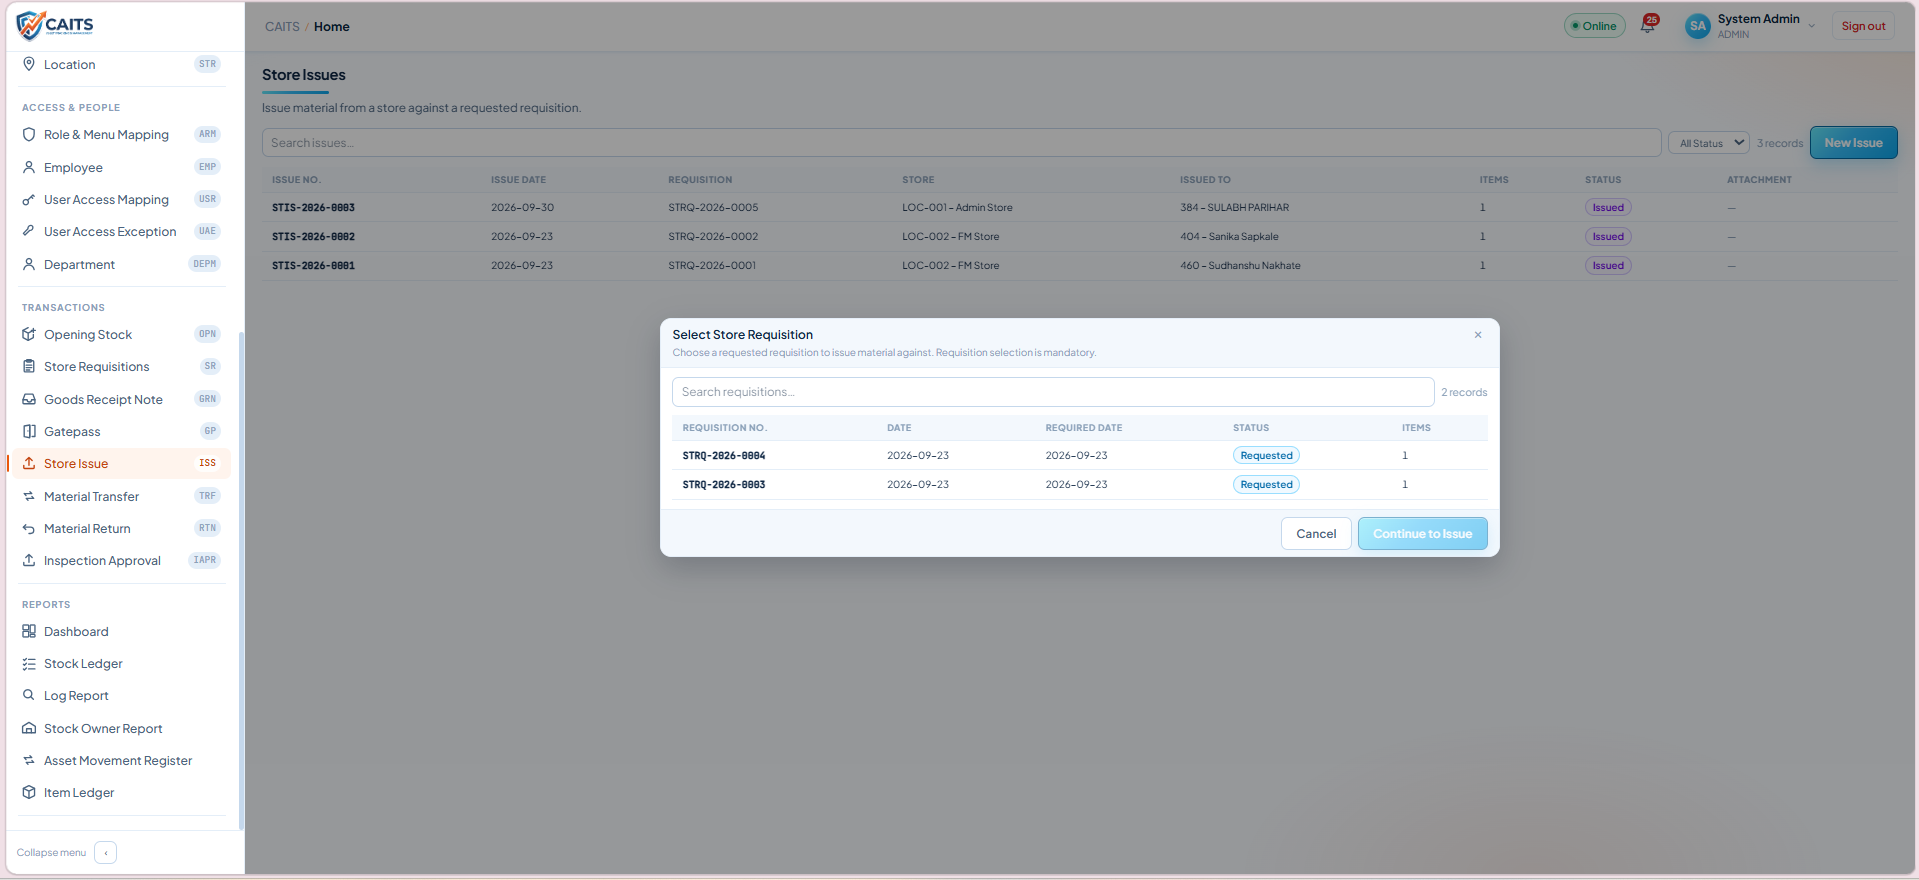 CAITS
CAITS / Home
Online
25
SA
System Admin
ADMIN
Sign out
Location STR
ACCESS & PEOPLE
Role & Menu Mapping ARM
Employee EMP
User Access Mapping USR
User Access Exception UAE
Department DEPM
TRANSACTIONS
Opening Stock OPN
Store Requisitions SR
Goods Receipt Note GRN
Gatepass GP
Store Issue ISS
Material Transfer TRF
Material Return RTN
Inspection Approval IAPR
REPORTS
Dashboard
Stock Ledger
Log Report
Stock Owner Report
Asset Movement Register
Item Ledger
Collapse menu
Store Issues
Issue material from a store against a requested requisition.
Search issues... All Status 3 records New Issue
ISSUE NO. ISSUE DATE REQUISITION STORE ISSUED TO ITEMS STATUS ATTACHMENT
STIS-2026-0003 2026-09-30 STRQ-2026-0005 LOC-001 - Admin Store 384 - SULABH PARIHAR 1 Issued —
STIS-2026-0002 2026-09-23 STRQ-2026-0002 LOC-002 - FM Store 404 - Sanika Sapkale 1 Issued —
STIS-2026-0001 2026-09-23 STRQ-2026-0001 LOC-002 - FM Store 460 - Sudhanshu Nakhate 1 Issued —
Select Store Requisition ×
Choose a requested requisition to issue material against. Requisition selection is mandatory.
Search requisitions... 2 records
REQUISITION NO. DATE REQUIRED DATE STATUS ITEMS
STRQ-2026-0004 2026-09-23 2026-09-23 Requested 1
STRQ-2026-0003 2026-09-23 2026-09-23 Requested 1
Cancel Continue to Issue